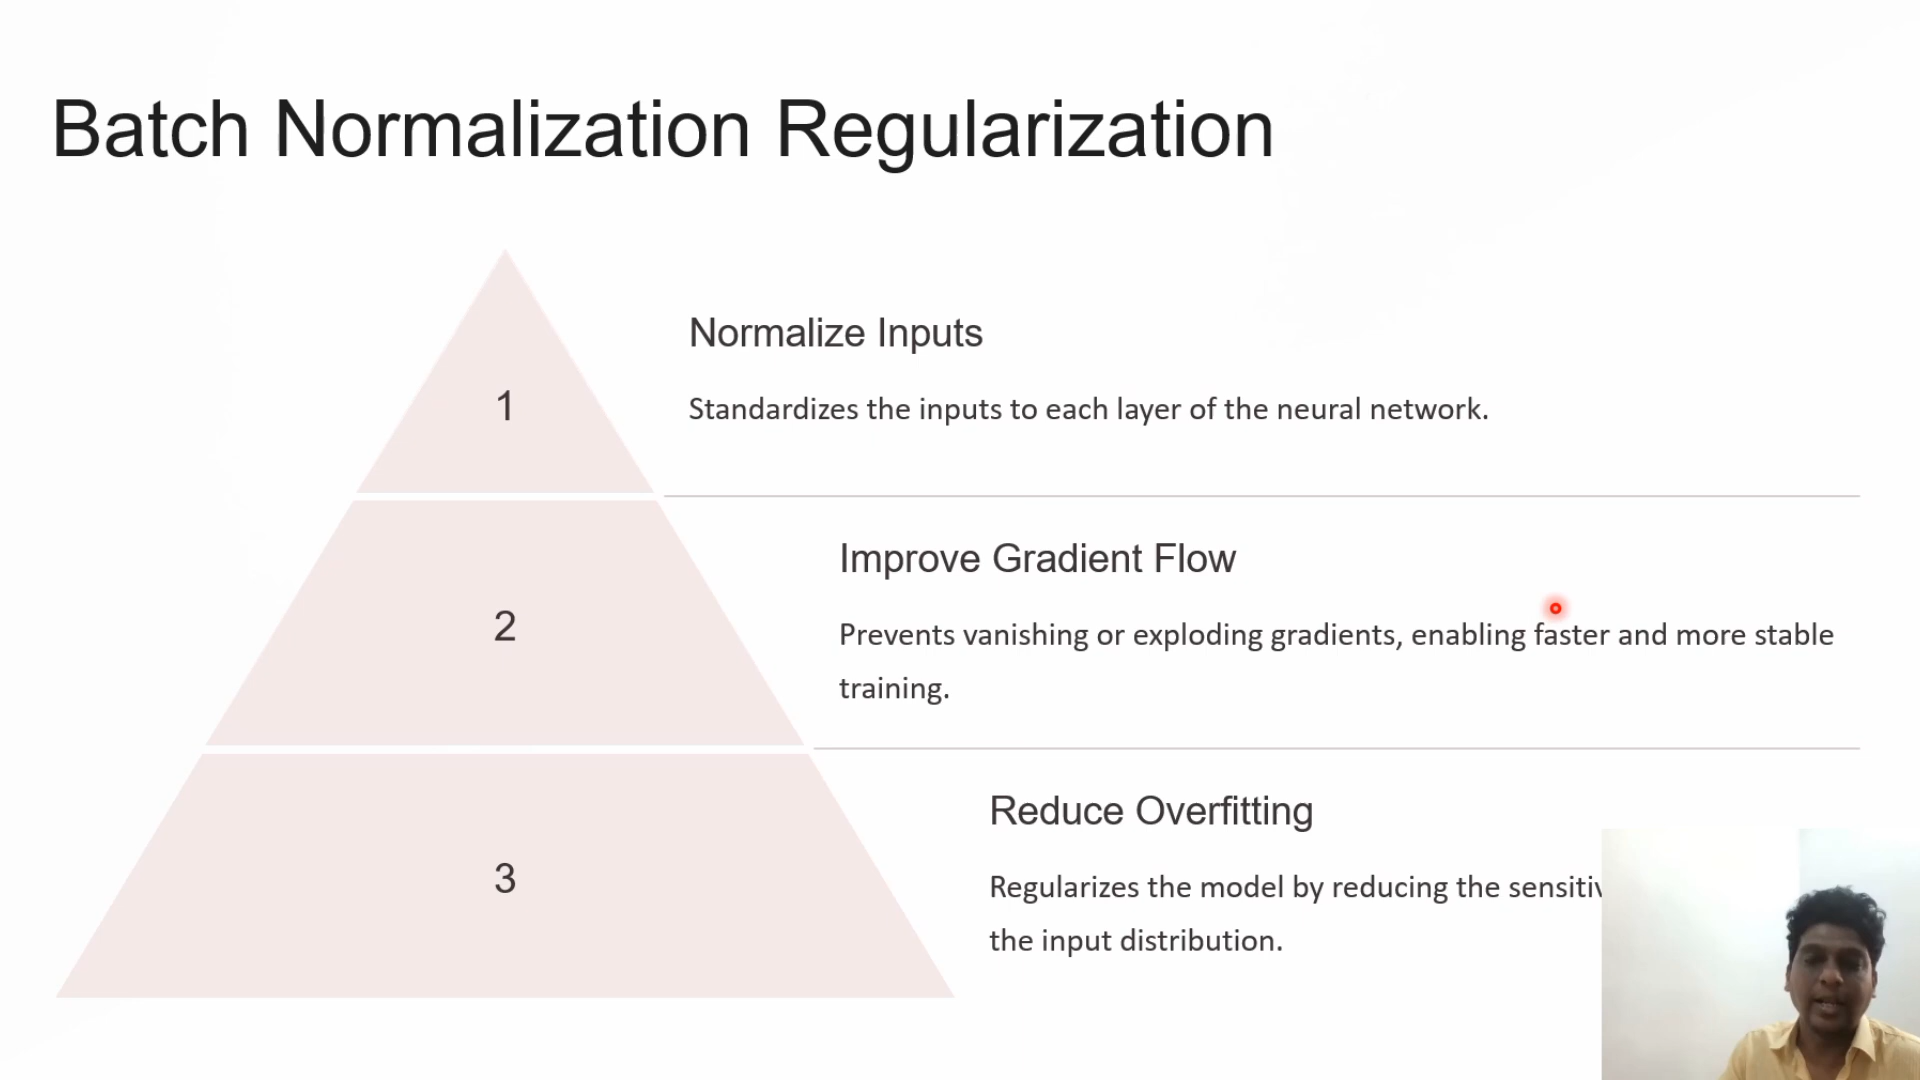 Batch Normalization Regularization
1
Normalize Inputs
Standardizes the inputs to each layer of the neural network.
2
Improve Gradient Flow
Prevents vanishing or exploding gradients, enabling faster and more stable
training.
3
Reduce Overfitting
Regularizes the model by reducing the
the input distribution.